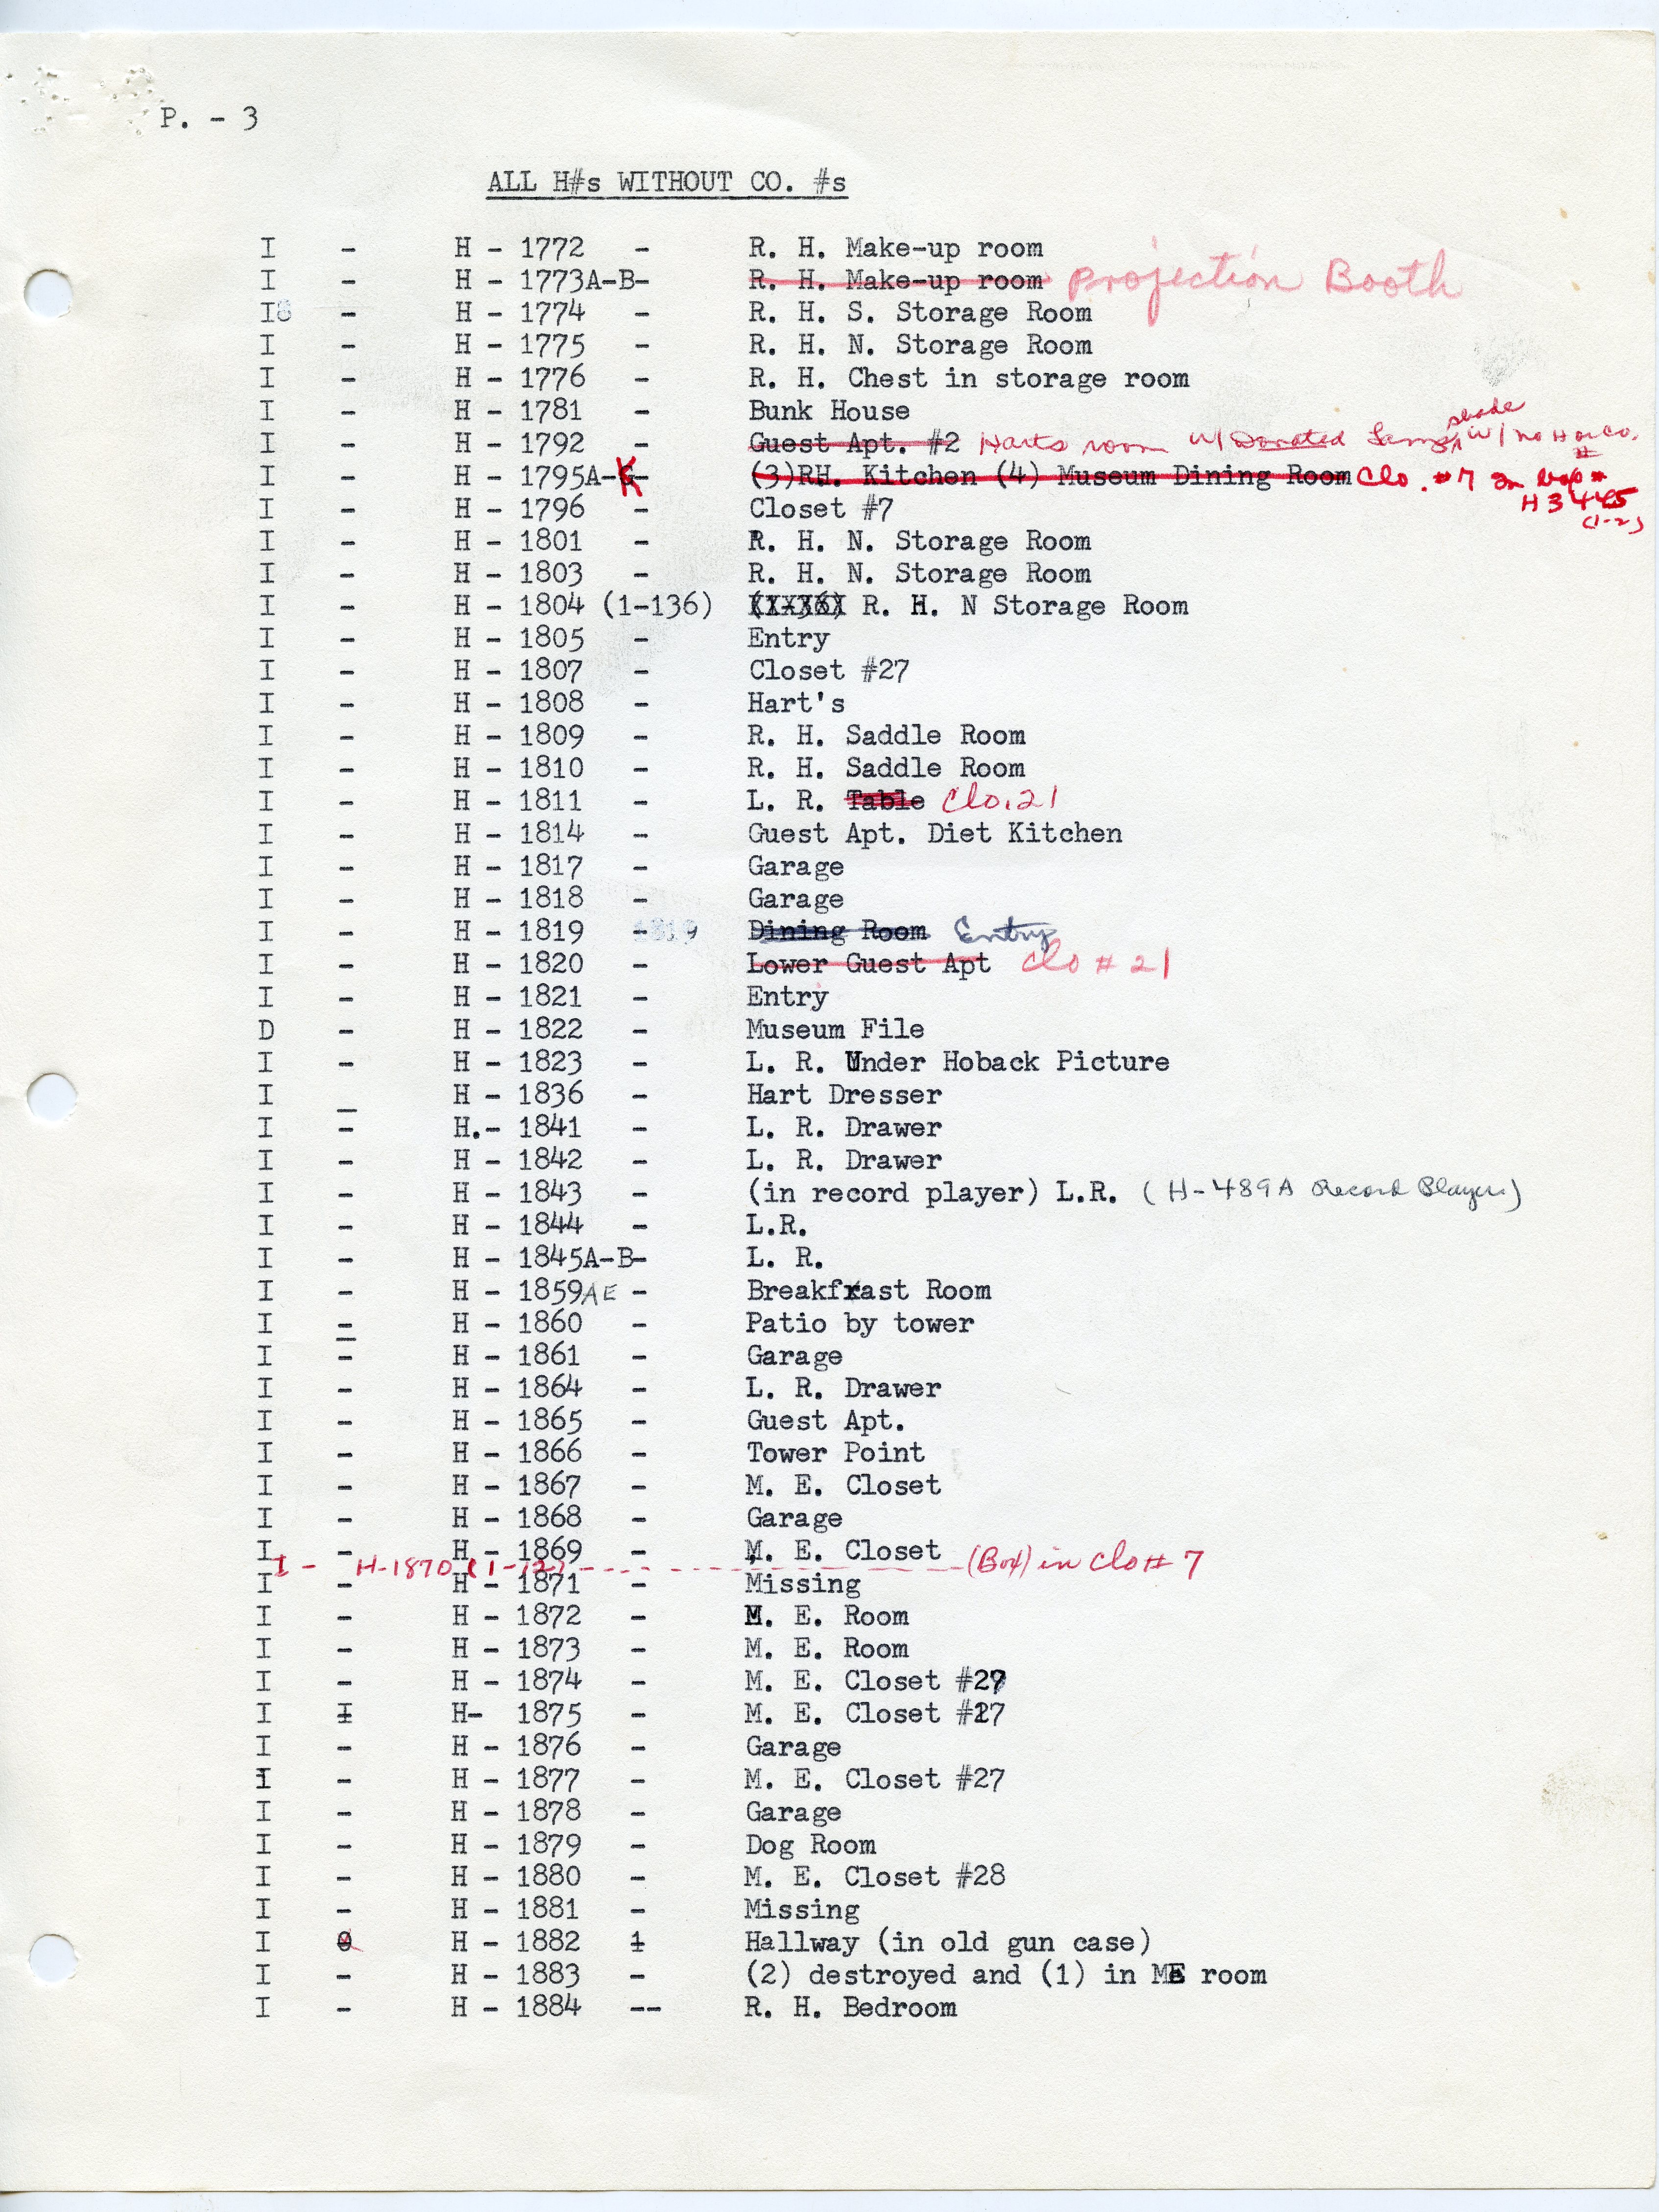 P. - 3
ALL H#s WITHOUT CO. #s
I - H - 1772 - R. H. Make-up room
I - H - 1773A-B- R. H. Make-up room Projection Booth
I - H - 1774 - R. H. S. Storage Room
I - H - 1775 - R. H. N. Storage Room
I - H - 1776 - R. H. Chest in storage room
I - H - 1781 - Bunk House
shade
I - H - 1792 - Guest Apt. #2 Harts room w/ Donated Lamp w/ no H or Co. #
I - H - 1795A-K- (3)RH. Kitchen (4) Museum Dining Room Clo. #7 in
H3445
(1-2)
I - H - 1796 - Closet #7
I - H - 1801 - R. H. N. Storage Room
I - H - 1803 - R. H. N. Storage Room
I - H - 1804 (1-136) R. H. N Storage Room
I - H - 1805 - Entry
I - H - 1807 - Closet #27
I - H - 1808 - Hart's
I - H - 1809 - R. H. Saddle Room
I - H - 1810 - R. H. Saddle Room
I - H - 1811 - L. R. Table Clo. 21
I - H - 1814 - Guest Apt. Diet Kitchen
I - H - 1817 - Garage
I - H - 1818 - Garage
I - H - 1819 - Dining Room Entry
I - H - 1820 - Lower Guest Apt Clo # 21
I - H - 1821 - Entry
D - H - 1822 - Museum File
I - H - 1823 - L. R. Under Hoback Picture
I - H - 1836 - Hart Dresser
I - H.- 1841 - L. R. Drawer
I - H - 1842 - L. R. Drawer
I - H - 1843 - (in record player) L.R. (H-489A Record Player)
I - H - 1844 - L.R.
I - H - 1845A-B- L. R.
I - H - 1859AE - Breakfxast Room
I - H - 1860 - Patio by tower
I - H - 1861 - Garage
I - H - 1864 - L. R. Drawer
I - H - 1865 - Guest Apt.
I - H - 1866 - Tower Point
I - H - 1867 - M. E. Closet
I - H - 1868 - Garage
I - H - 1869 - M. E. Closet
I - H-1870 (1-12) - - - - - - (Box) in Clo# 7
I - H - 1871 - Missing
I - H - 1872 - M. E. Room
I - H - 1873 - M. E. Room
I - H - 1874 - M. E. Closet #27
I I H- 1875 - M. E. Closet #27
I - H - 1876 - Garage
I - H - 1877 - M. E. Closet #27
I - H - 1878 - Garage
I - H - 1879 - Dog Room
I - H - 1880 - M. E. Closet #28
I - H - 1881 - Missing
I - H - 1882 - Hallway (in old gun case)
I - H - 1883 - (2) destroyed and (1) in ME room
I - H - 1884 -- R. H. Bedroom